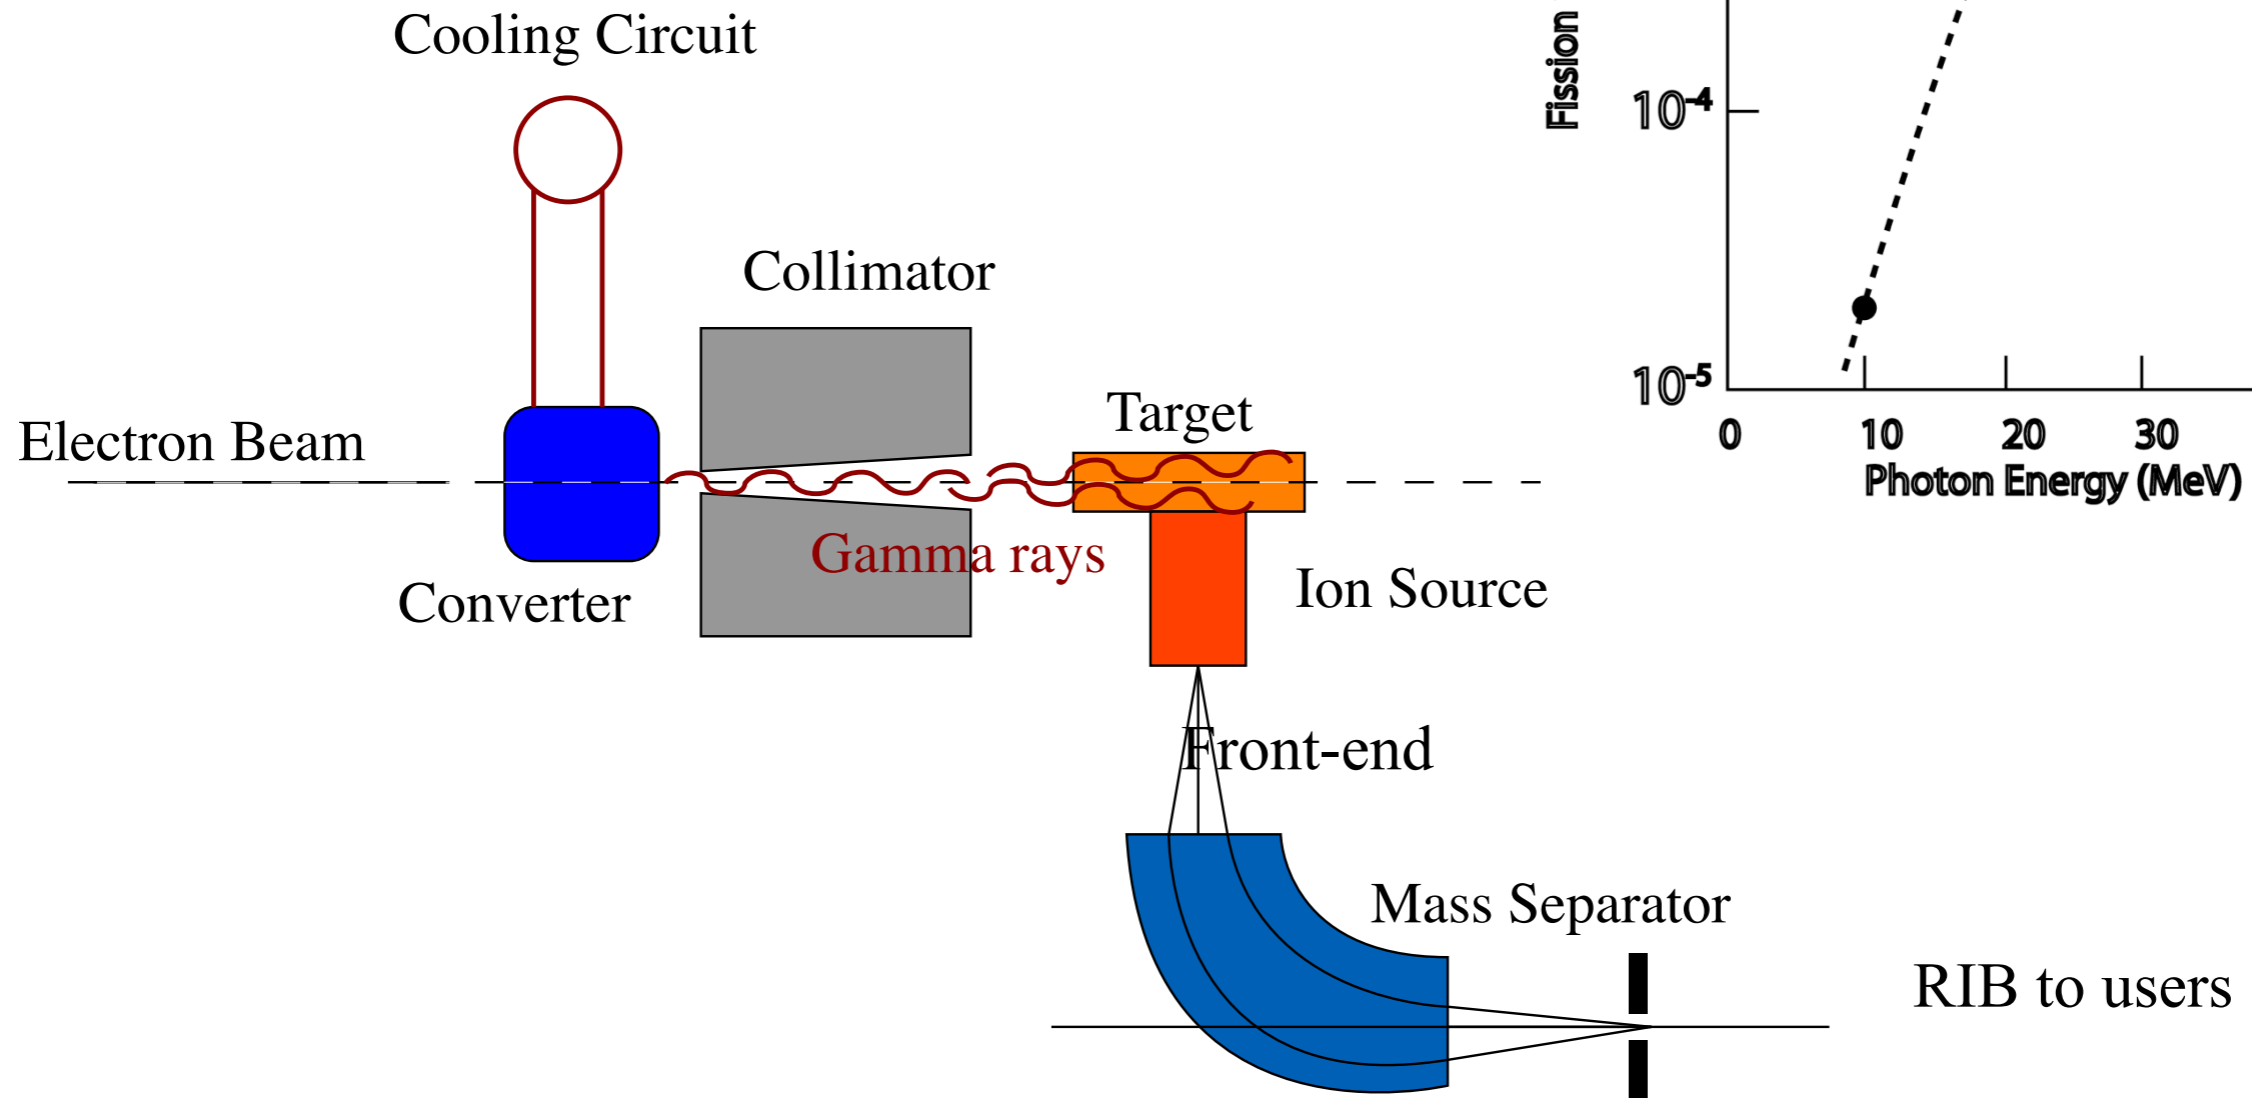 Cooling Circuit
Collimator
Electron Beam
Target
Gamma rays
Converter
Ion Source
Front-end
Mass Separator
RIB to users
Fission
10-4
10-5
0 10 20 30
Photon Energy (MeV)